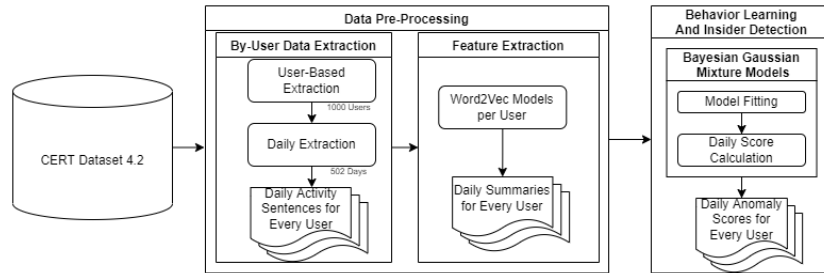 Data Pre-Processing
Behavior Learning
And Insider Detection
By-User Data Extraction
Feature Extraction
Bayesian Gaussian
Mixture Models
User-Based
Extraction
1000 Users
Daily Extraction
502 Days
Daily Activity
Sentences for
Every User
Word2Vec Models
per User
Daily Summaries
for Every User
Model Fitting
Daily Score
Calculation
Daily Anomaly
Scores for
Every User
CERT Dataset 4.2